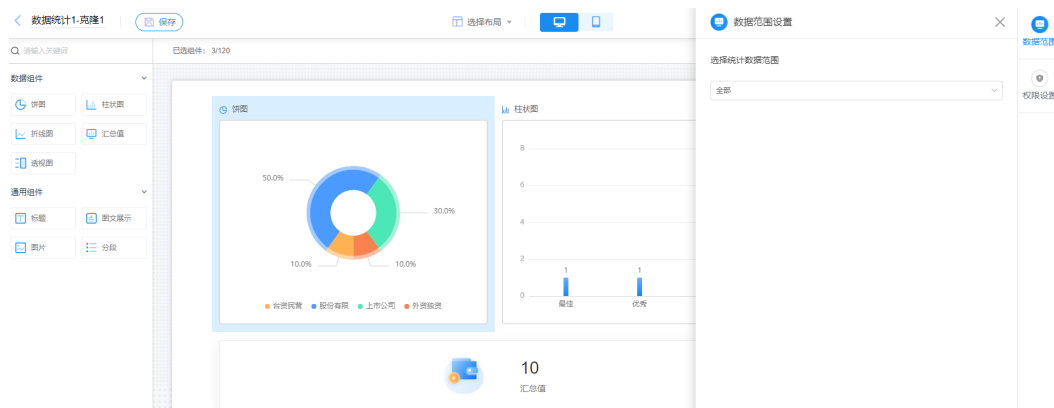 数据统计1-克隆1
保存
选择布局
数据范围设置
数据范围
请输入关键词
已选组件: 3/120
选择统计数据范围
全部
权限设置
数据组件
饼图
柱状图
折线图
汇总值
透视图
通用组件
标题
图文展示
图片
分段
饼图
50.0%
30.0%
10.0%
10.0%
台资民营
股份有限
上市公司
外资独资
柱状图
8
6
4
2
0
1
1
最佳
优秀
10
汇总值